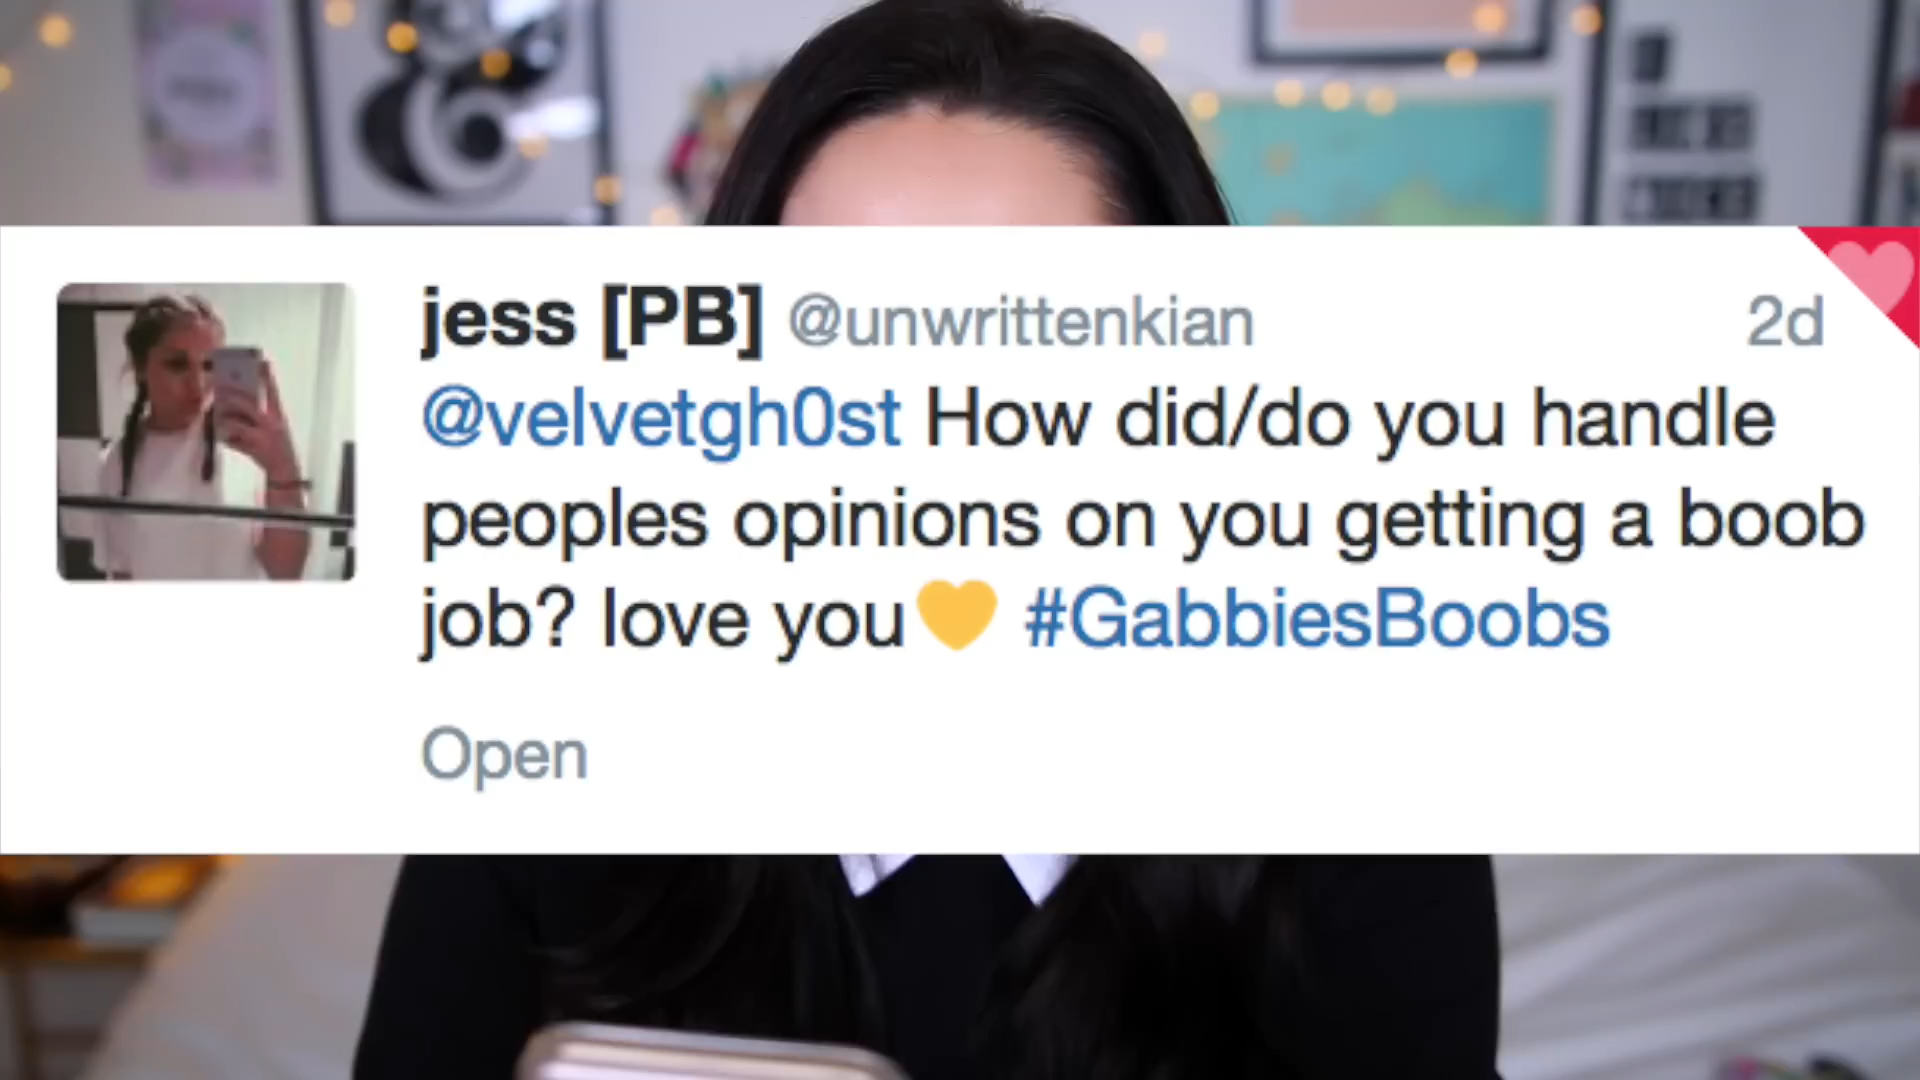 jess [PB] @unwrittenkian 2d
@velvetgh0st How did/do you handle
peoples opinions on you getting a boob
job? love you💛 #GabbiesBoobs
Open